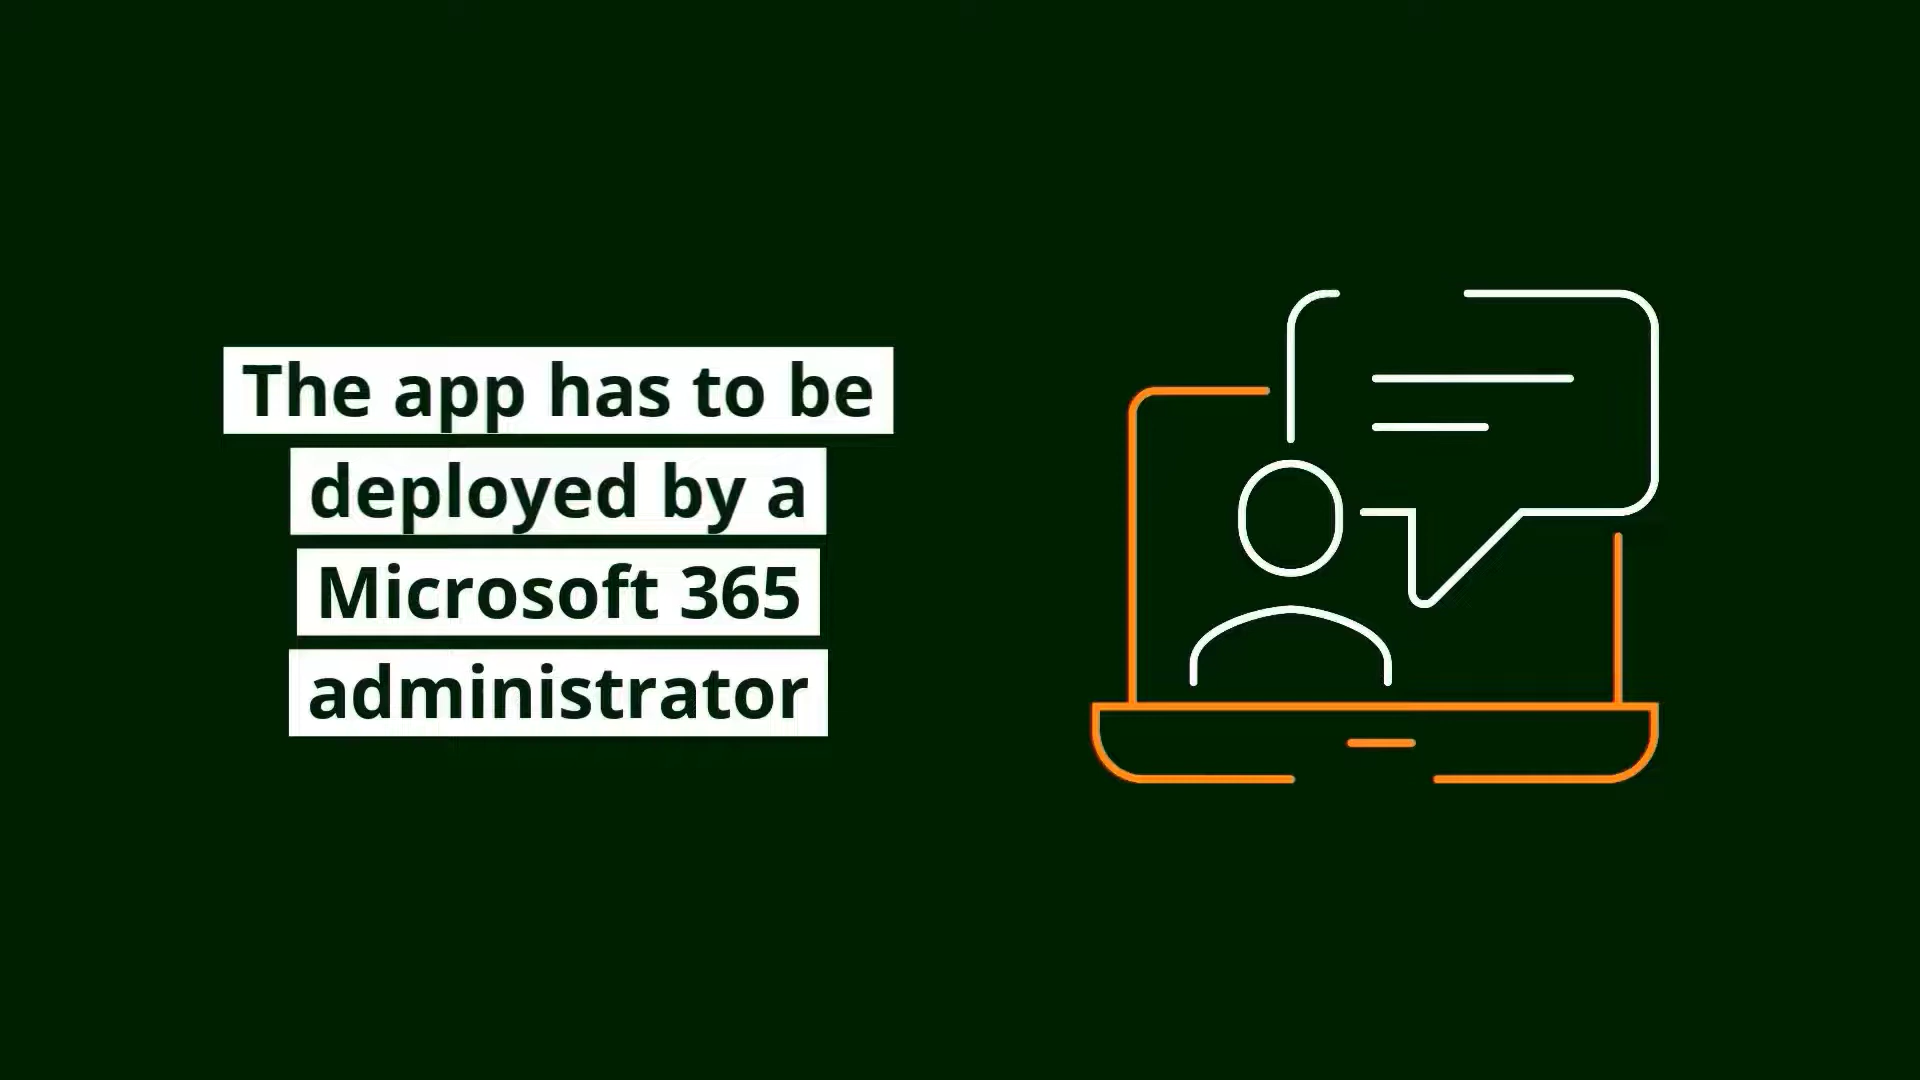 The app has to be
deployed by a
Microsoft 365
administrator